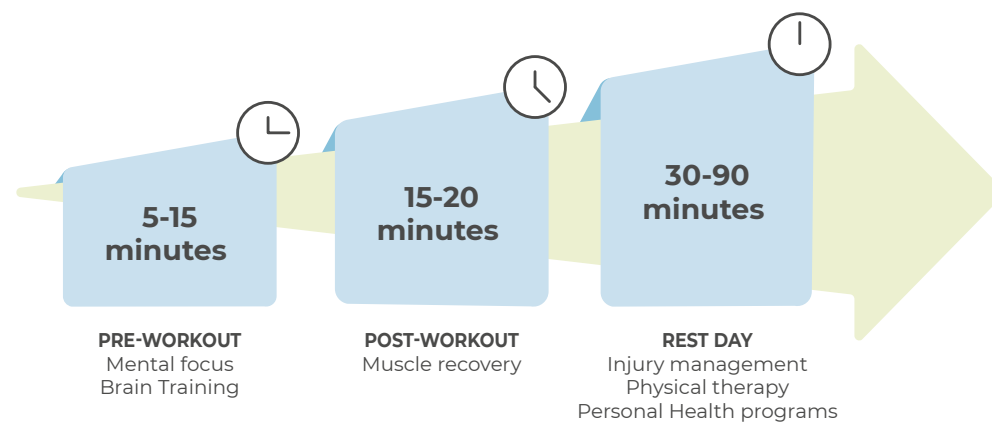 5-15
minutes
15-20
minutes
30-90
minutes
PRE-WORKOUT
Mental focus
Brain Training
POST-WORKOUT
Muscle recovery
REST DAY
Injury management
Physical therapy
Personal Health programs